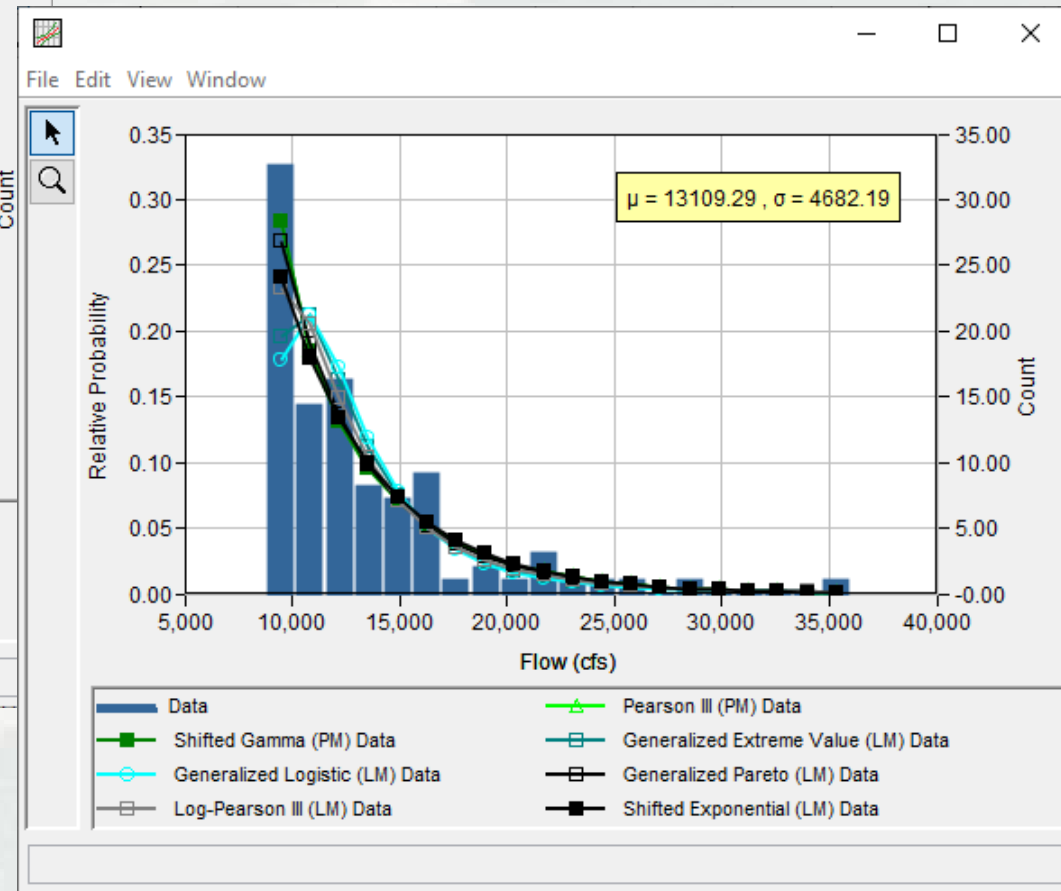 File Edit View Window
Count
0.35
0.30
0.25
0.20
0.15
0.10
0.05
0.00
Relative Probability
μ = 13109.29 , σ = 4682.19
35.00
30.00
25.00
20.00
15.00
10.00
5.00
-0.00
Count
5,000 10,000 15,000 20,000 25,000 30,000 35,000 40,000
Flow (cfs)
Data
Pearson III (PM) Data
Shifted Gamma (PM) Data
Generalized Extreme Value (LM) Data
Generalized Logistic (LM) Data
Generalized Pareto (LM) Data
Log-Pearson III (LM) Data
Shifted Exponential (LM) Data